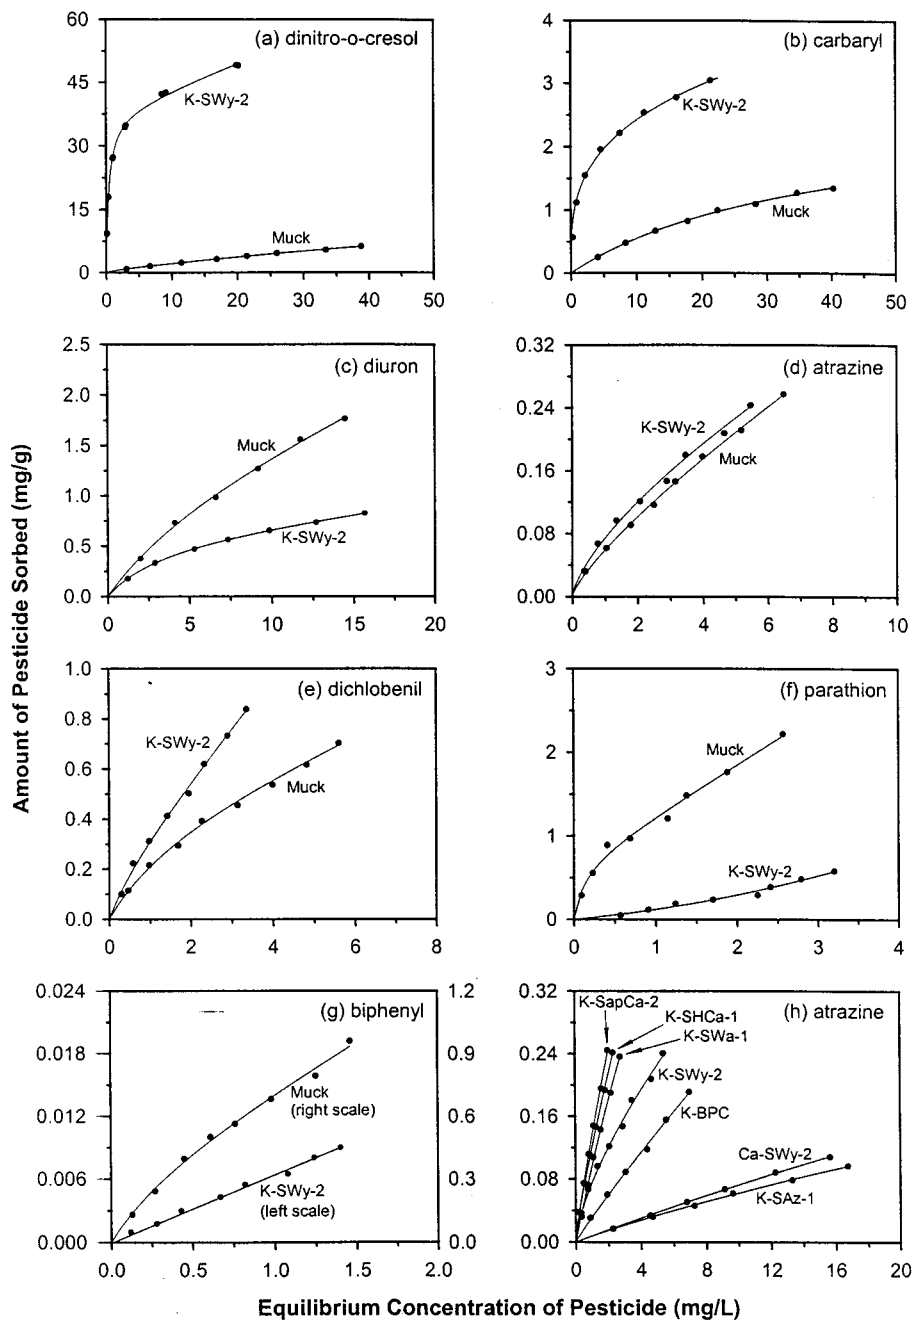 Amount of Pesticide Sorbed (mg/g)
(a) dinitro-o-cresol
60
45
30
15
0
K-SWy-2
Muck
0 10 20 30 40 50
(b) carbaryl
4
3
2
1
0
K-SWy-2
Muck
0 10 20 30 40 50
(c) diuron
2.5
2.0
1.5
1.0
0.5
0.0
Muck
K-SWy-2
0 5 10 15 20
(d) atrazine
0.32
0.24
0.16
0.08
0.00
K-SWy-2
Muck
0 2 4 6 8 10
(e) dichlobenil
1.0
0.8
0.6
0.4
0.2
0.0
K-SWy-2
Muck
0 2 4 6 8
(f) parathion
3
2
1
0
Muck
K-SWy-2
0 1 2 3 4
(g) biphenyl
0.024
0.018
0.012
0.006
0.000
1.2
0.9
0.6
0.3
0.0
Muck
(right scale)
K-SWy-2
(left scale)
0.0 0.5 1.0 1.5 2.0
(h) atrazine
0.32
0.24
0.16
0.08
0.00
K-SapCa-2
K-SHCa-1
K-SWa-1
K-SWy-2
K-BPC
Ca-SWy-2
K-SAz-1
0 4 8 12 16 20
Equilibrium Concentration of Pesticide (mg/L)